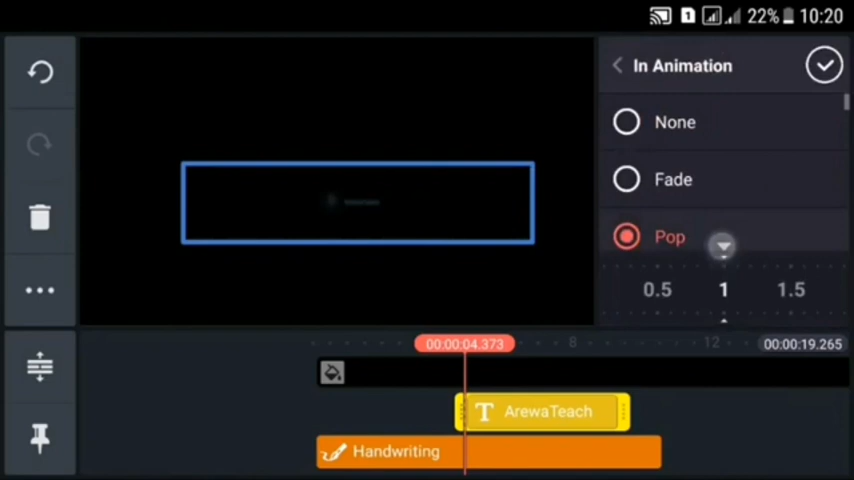 1 22% 10:20
In Animation
None
Fade
Pop
0.5 1 1.5
00:00:04.373 8 12 00:00:19.265
T ArewaTeach
Handwriting